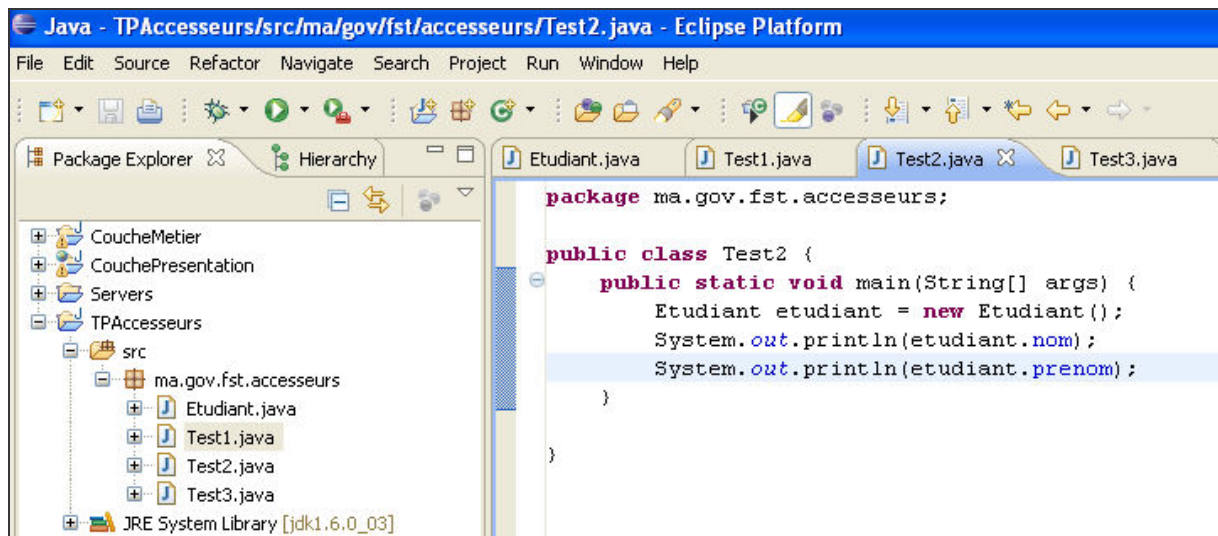 Java - TPAccesseurs/src/ma/gov/fst/accesseurs/Test2.java - Eclipse Platform
File Edit Source Refactor Navigate Search Project Run Window Help
Package Explorer Hierarchy
Etudiant.java Test1.java Test2.java Test3.java
CoucheMetier
CouchePresentation
Servers
TPAccesseurs
src
ma.gov.fst.accesseurs
Etudiant.java
Test1.java
Test2.java
Test3.java
JRE System Library [jdk1.6.0_03]
package ma.gov.fst.accesseurs;
public class Test2 {
public static void main(String[] args) {
Etudiant etudiant = new Etudiant();
System.out.println(etudiant.nom);
System.out.println(etudiant.prenom);
}
}